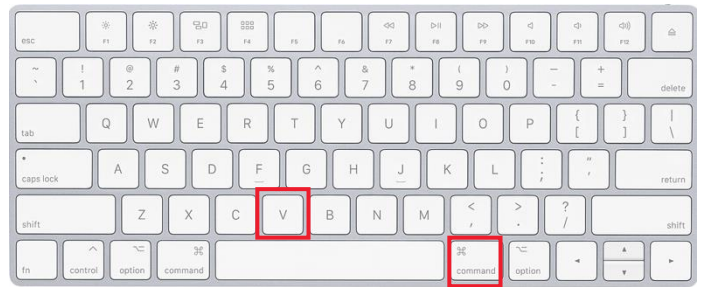 esc F1 F2 F3 F4 F5 F6 F7 F8 F9 F10 F11 F12
~ ! @ # $ % ^ & * ( ) — +
` 1 2 3 4 5 6 7 8 9 0 - = delete
tab Q W E R T Y U I O P { [ } ] | \
caps lock A S D F G H J K L : ; " ' return
shift Z X C V B N M < , > . ? / shift
fn control option command command option